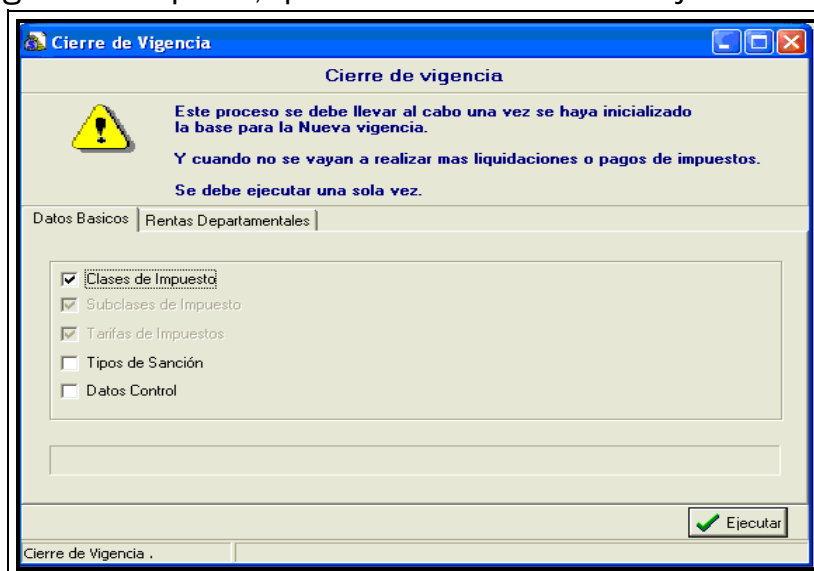 Cierre de Vigencia
Cierre de vigencia
Este proceso se debe llevar al cabo una vez se haya inicializado
la base para la Nueva vigencia.
Y cuando no se vayan a realizar mas liquidaciones o pagos de impuestos.
Se debe ejecutar una sola vez.
Datos Basicos Rentas Departamentales
Clases de Impuesto
Subclases de Impuesto
Tarifas de Impuestos
Tipos de Sanción
Datos Control
Ejecutar
Cierre de Vigencia .